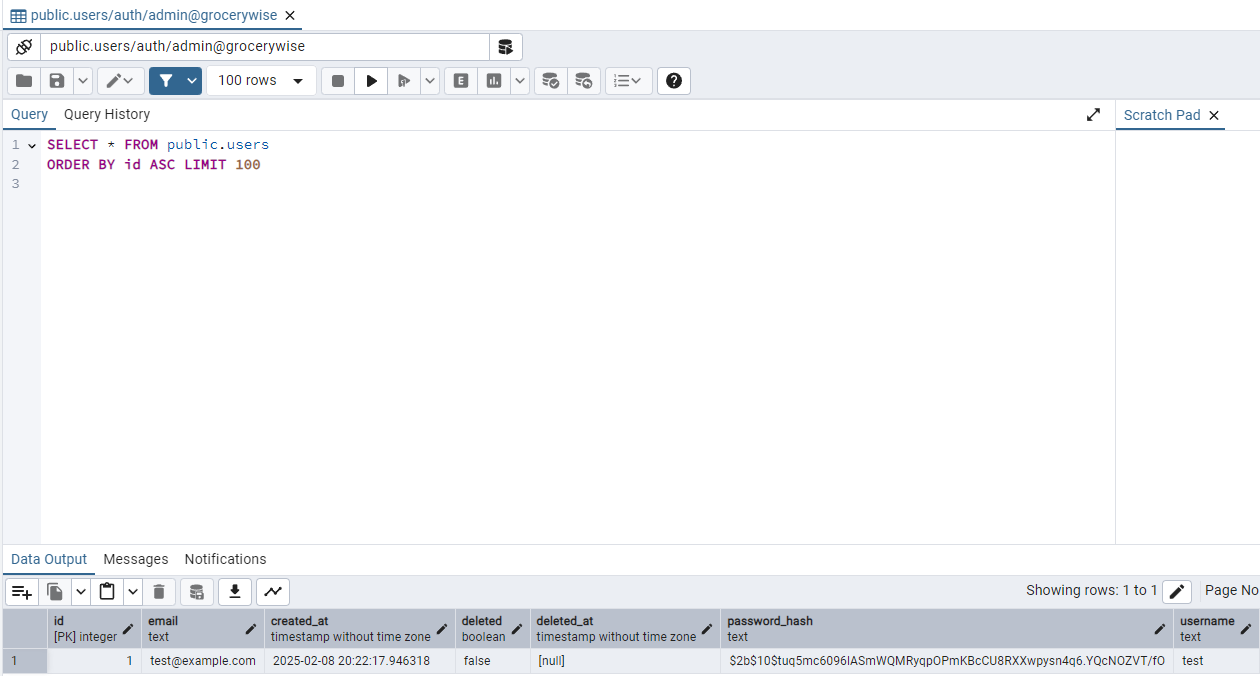 public.users/auth/admin@grocerywise
public.users/auth/admin@grocerywise
100 rows
E
Query Query History
Scratch Pad
1 SELECT * FROM public.users
2 ORDER BY id ASC LIMIT 100
3
Data Output Messages Notifications
Showing rows: 1 to 1 Page No
id email created_at deleted deleted_at password_hash username
[PK] integer text timestamp without time zone boolean timestamp without time zone text text
1 1 test@example.com 2025-02-08 20:22:17.946318 false [null] $2b$10$tuq5mc6096IASmWQMRyqpOPmKBcCU8RXXwpysn4q6.YQcNOZVT/fO test